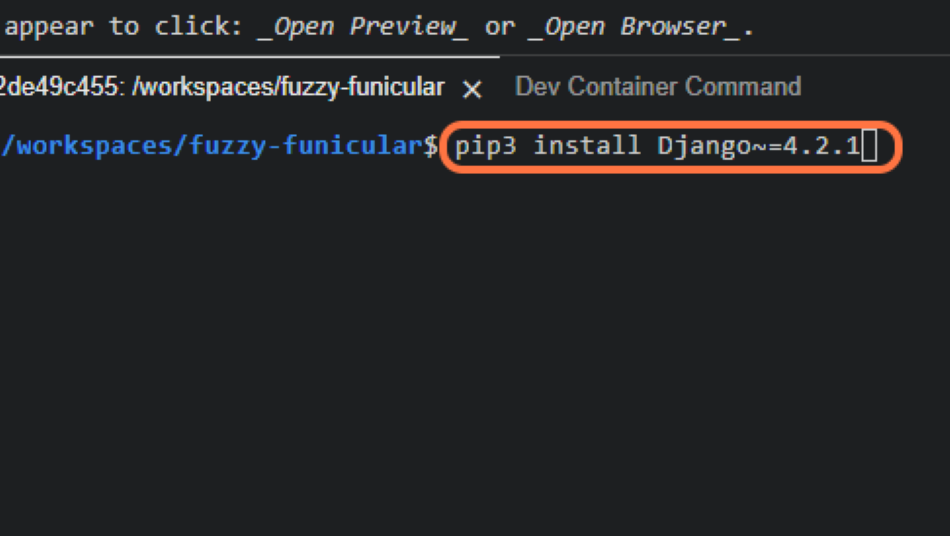 appear to click: _Open Preview_ or _Open Browser_.
2de49c455: /workspaces/fuzzy-funicular × Dev Container Command
/workspaces/fuzzy-funicular$ pip3 install Django~=4.2.1